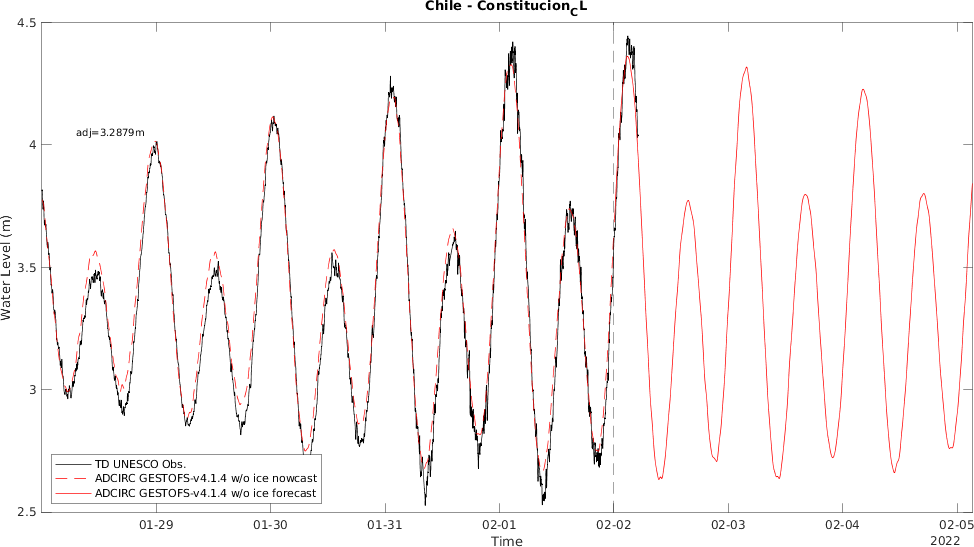 Chile - Constitucion_CL
4.5
4
3.5
3
2.5
Water Level (m)
adj=3.2879m
TD UNESCO Obs.
ADCIRC GESTOFS-v4.1.4 w/o ice nowcast
ADCIRC GESTOFS-v4.1.4 w/o ice forecast
01-29 01-30 01-31 02-01 02-02 02-03 02-04 02-05
Time
2022